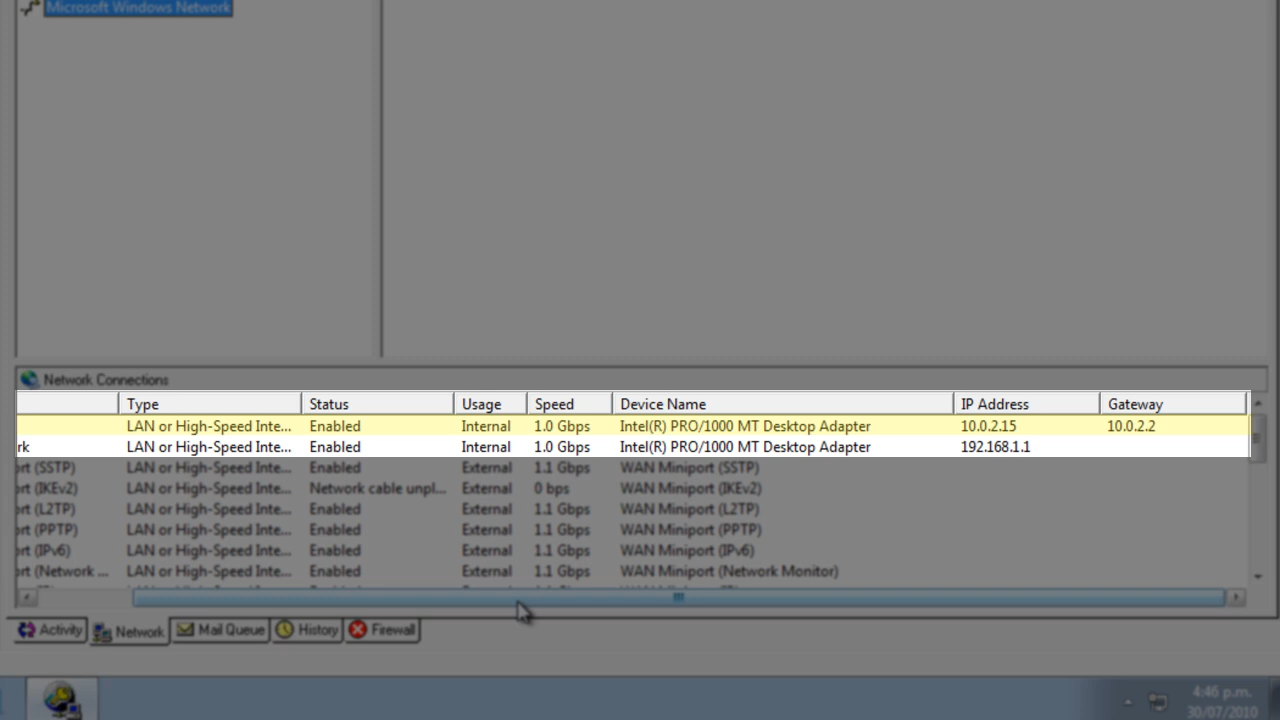 Microsoft Windows Network
Network Connections
Type Status Usage Speed Device Name IP Address Gateway
LAN or High-Speed Inte... Enabled Internal 1.0 Gbps Intel(R) PRO/1000 MT Desktop Adapter 10.0.2.15 10.0.2.2
rk LAN or High-Speed Inte... Enabled Internal 1.0 Gbps Intel(R) PRO/1000 MT Desktop Adapter 192.168.1.1
ort (SSTP) LAN or High-Speed Inte... Enabled External 1.1 Gbps WAN Miniport (SSTP)
ort (IKEv2) LAN or High-Speed Inte... Network cable unpl... External 0 bps WAN Miniport (IKEv2)
ort (L2TP) LAN or High-Speed Inte... Enabled External 1.1 Gbps WAN Miniport (L2TP)
ort (PPTP) LAN or High-Speed Inte... Enabled External 1.1 Gbps WAN Miniport (PPTP)
ort (IPv6) LAN or High-Speed Inte... Enabled External 1.1 Gbps WAN Miniport (IPv6)
ort (Network ... LAN or High-Speed Inte... Enabled External 1.1 Gbps WAN Miniport (Network Monitor)
Activity Network Mail Queue History Firewall
4:46 p.m.
30/07/2010